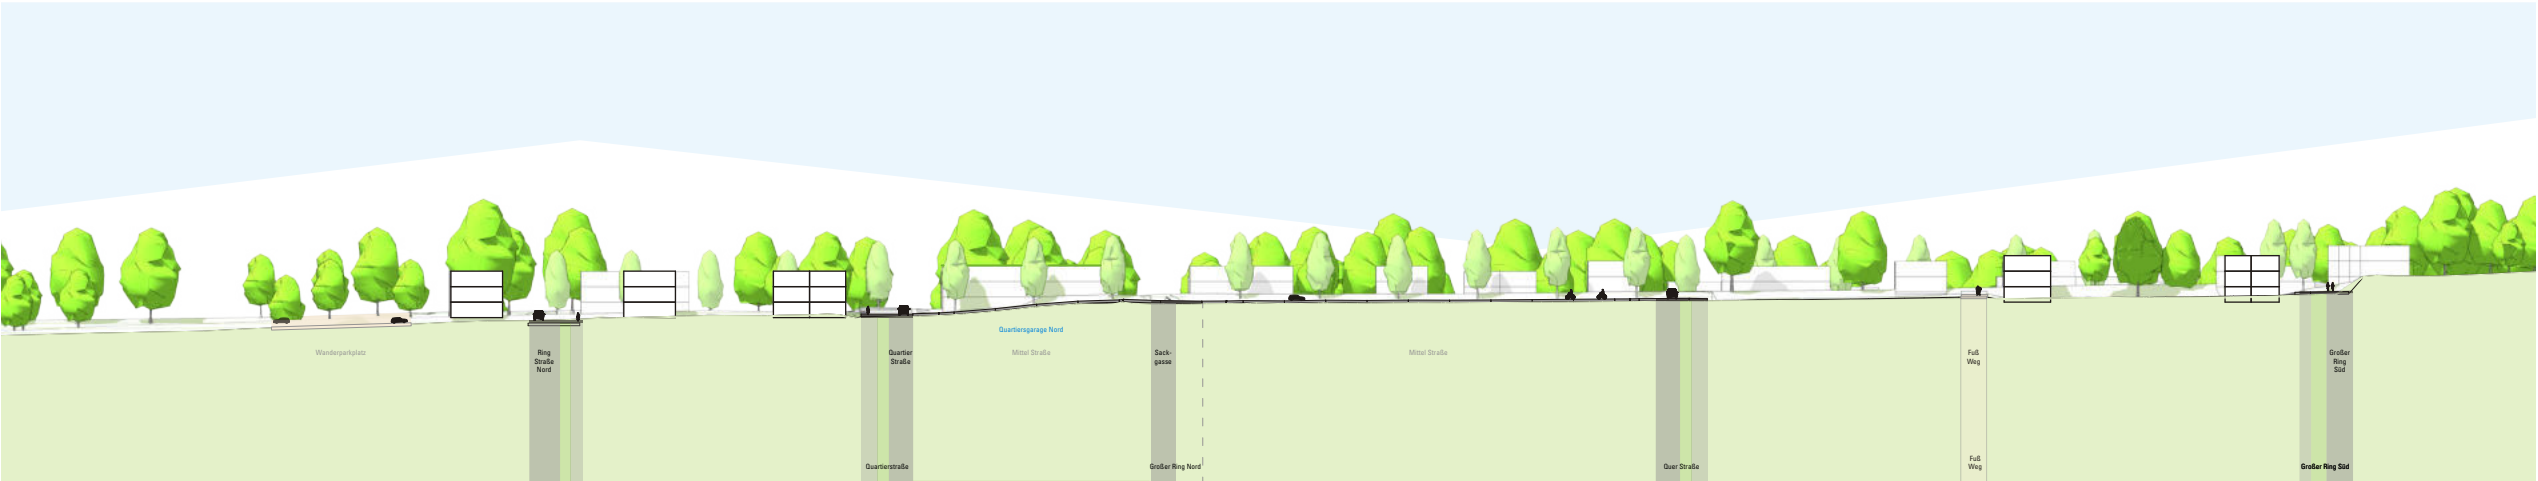 Quartiersgarage Nord
Wanderparkplatz
Ring
Straße
Nord
Quartier
Straße
Mittel Straße
Sack-
gasse
Mittel Straße
Fuß
Weg
Großer
Ring
Süd
Quartierstraße
Großer Ring Nord
Quer Straße
Fuß
Weg
Großer Ring Süd